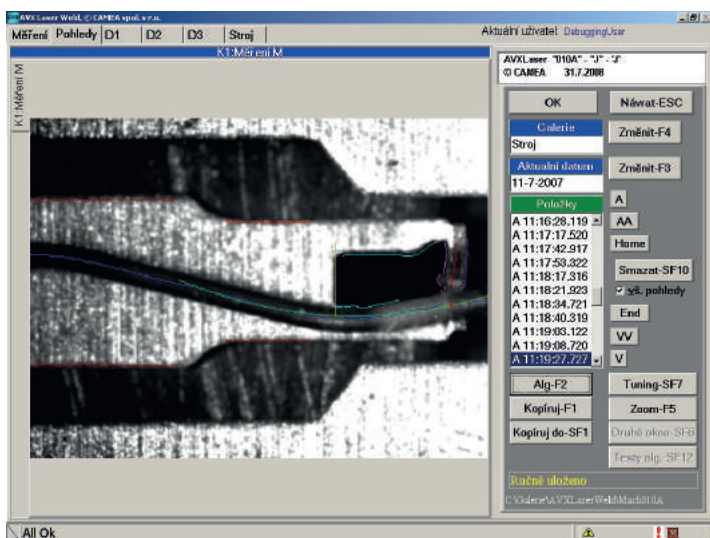 AVX Laser Weld, © CAMEA spol. s r.o.
Měření Pohledy D1 D2 D3 Stroj
Aktuální uživatel: DebuggingUser
K1:Měření M
K1:Měření M
AVXLaser "010A" - "J" - "J"
© CAMEA 31.7.2008
OK
Návrat-ESC
Galerie
Stroj
Změnit-F4
Aktualní datum
11-7-2007
Změnit-F3
Položky
A 11:16:28.119
A 11:17:17.520
A 11:17:42.917
A 11:17:53.322
A 11:18:17.316
A 11:18:21.923
A 11:18:34.721
A 11:18:40.319
A 11:19:03.122
A 11:19:08.720
A 11:19:27.727
A
AA
Home
Smazat-SF10
vš. pohledy
End
VV
V
Alg-F2
Tuning-SF7
Kopíruj-F1
Zoom-F5
Kopíruj do-SF1
Druhé okno-SF6
Testy alg.-SF12
Ručně uloženo
C:\Galerie\AVXLaserWeld\Mach010A
All Ok